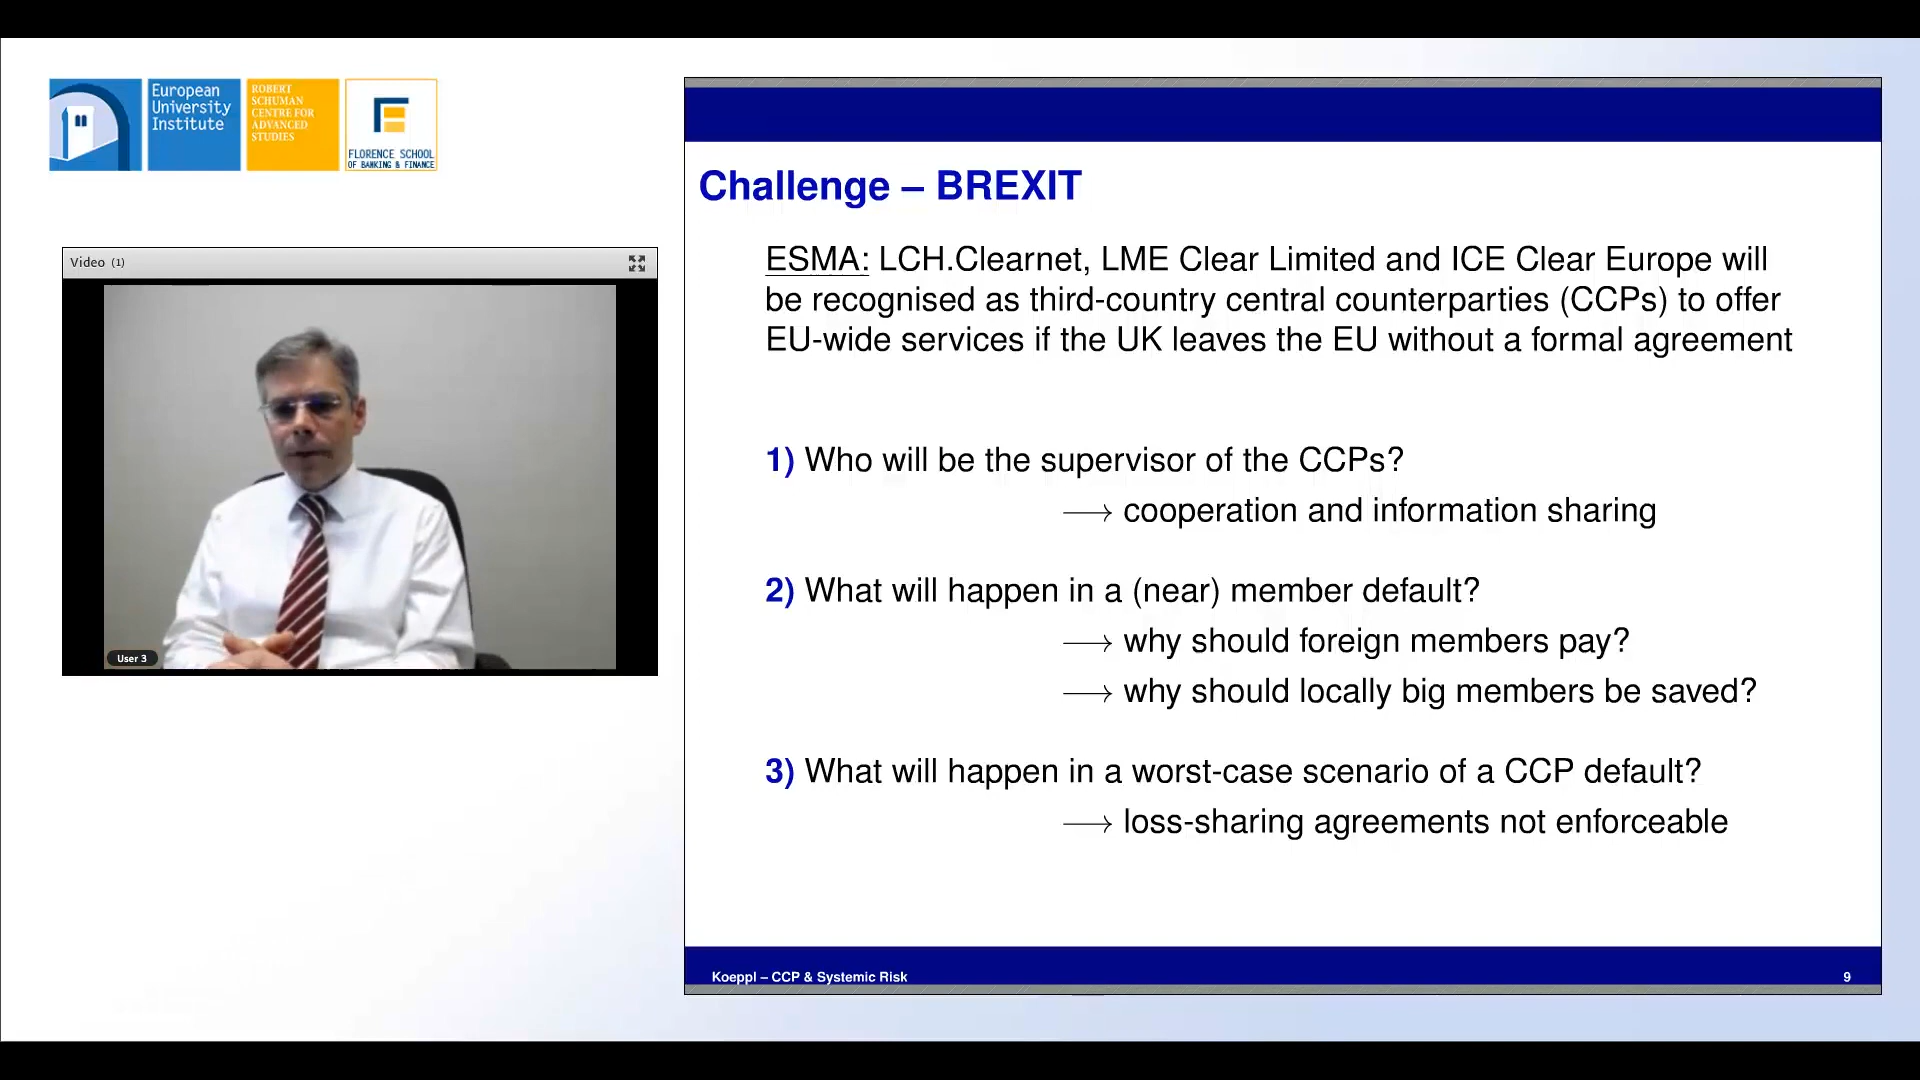 European
University
Institute
ROBERT
SCHUMAN
CENTRE FOR
ADVANCED
STUDIES
FLORENCE SCHOOL
OF BANKING & FINANCE
Video (1)
User 3
Challenge – BREXIT
ESMA: LCH.Clearnet, LME Clear Limited and ICE Clear Europe will
be recognised as third-country central counterparties (CCPs) to offer
EU-wide services if the UK leaves the EU without a formal agreement
1) Who will be the supervisor of the CCPs?
⟶ cooperation and information sharing
2) What will happen in a (near) member default?
⟶ why should foreign members pay?
⟶ why should locally big members be saved?
3) What will happen in a worst-case scenario of a CCP default?
⟶ loss-sharing agreements not enforceable
Koeppl – CCP & Systemic Risk
9